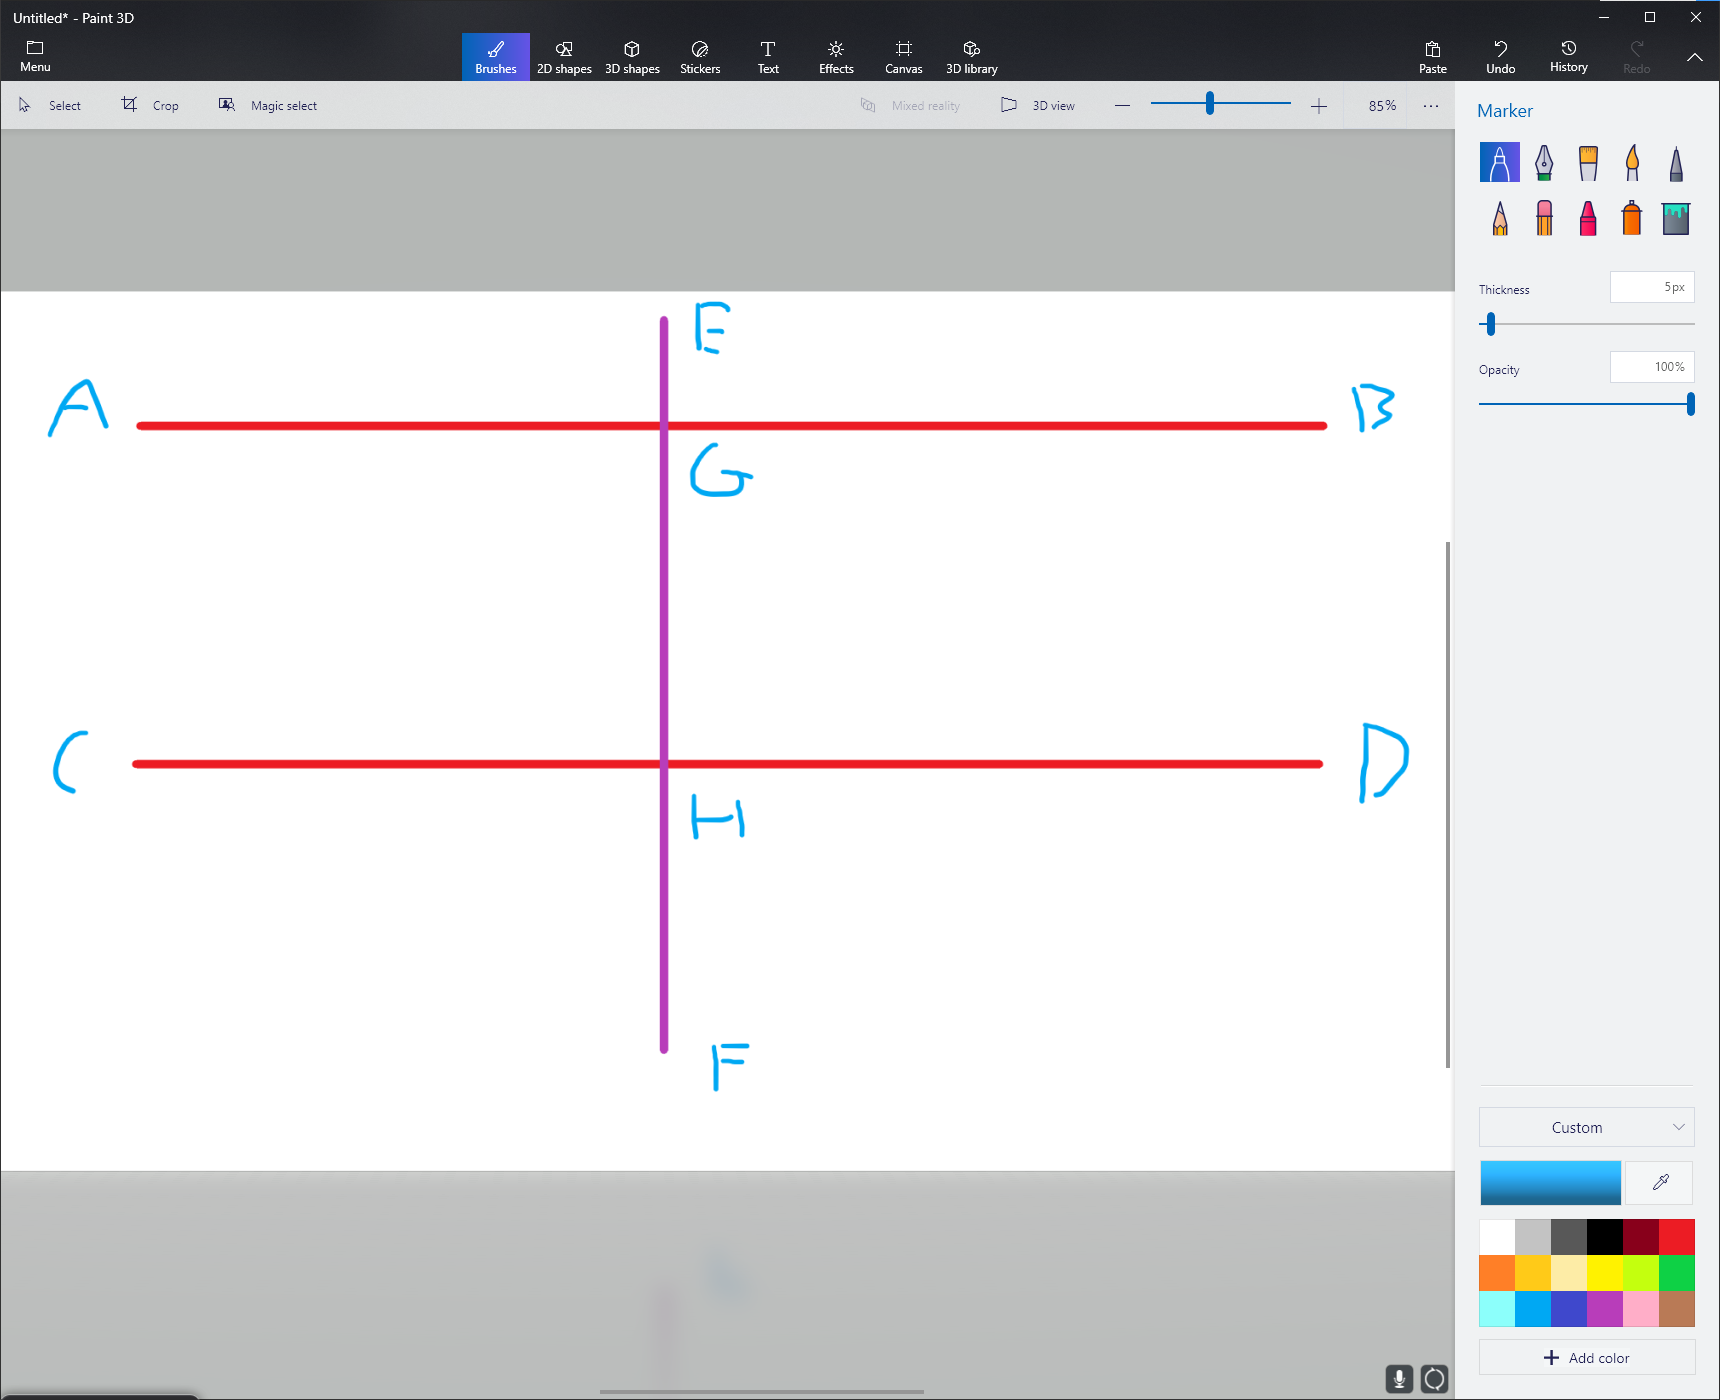 Untitled* - Paint 3D
Menu
Brushes
2D shapes
3D shapes
Stickers
Text
Effects
Canvas
3D library
Paste
Undo
History
Redo
Select
Crop
Magic select
Mixed reality
3D view
85%
Marker
Thickness
5px
Opacity
100%
E
A
B
G
C
D
H
F
Custom
Add color